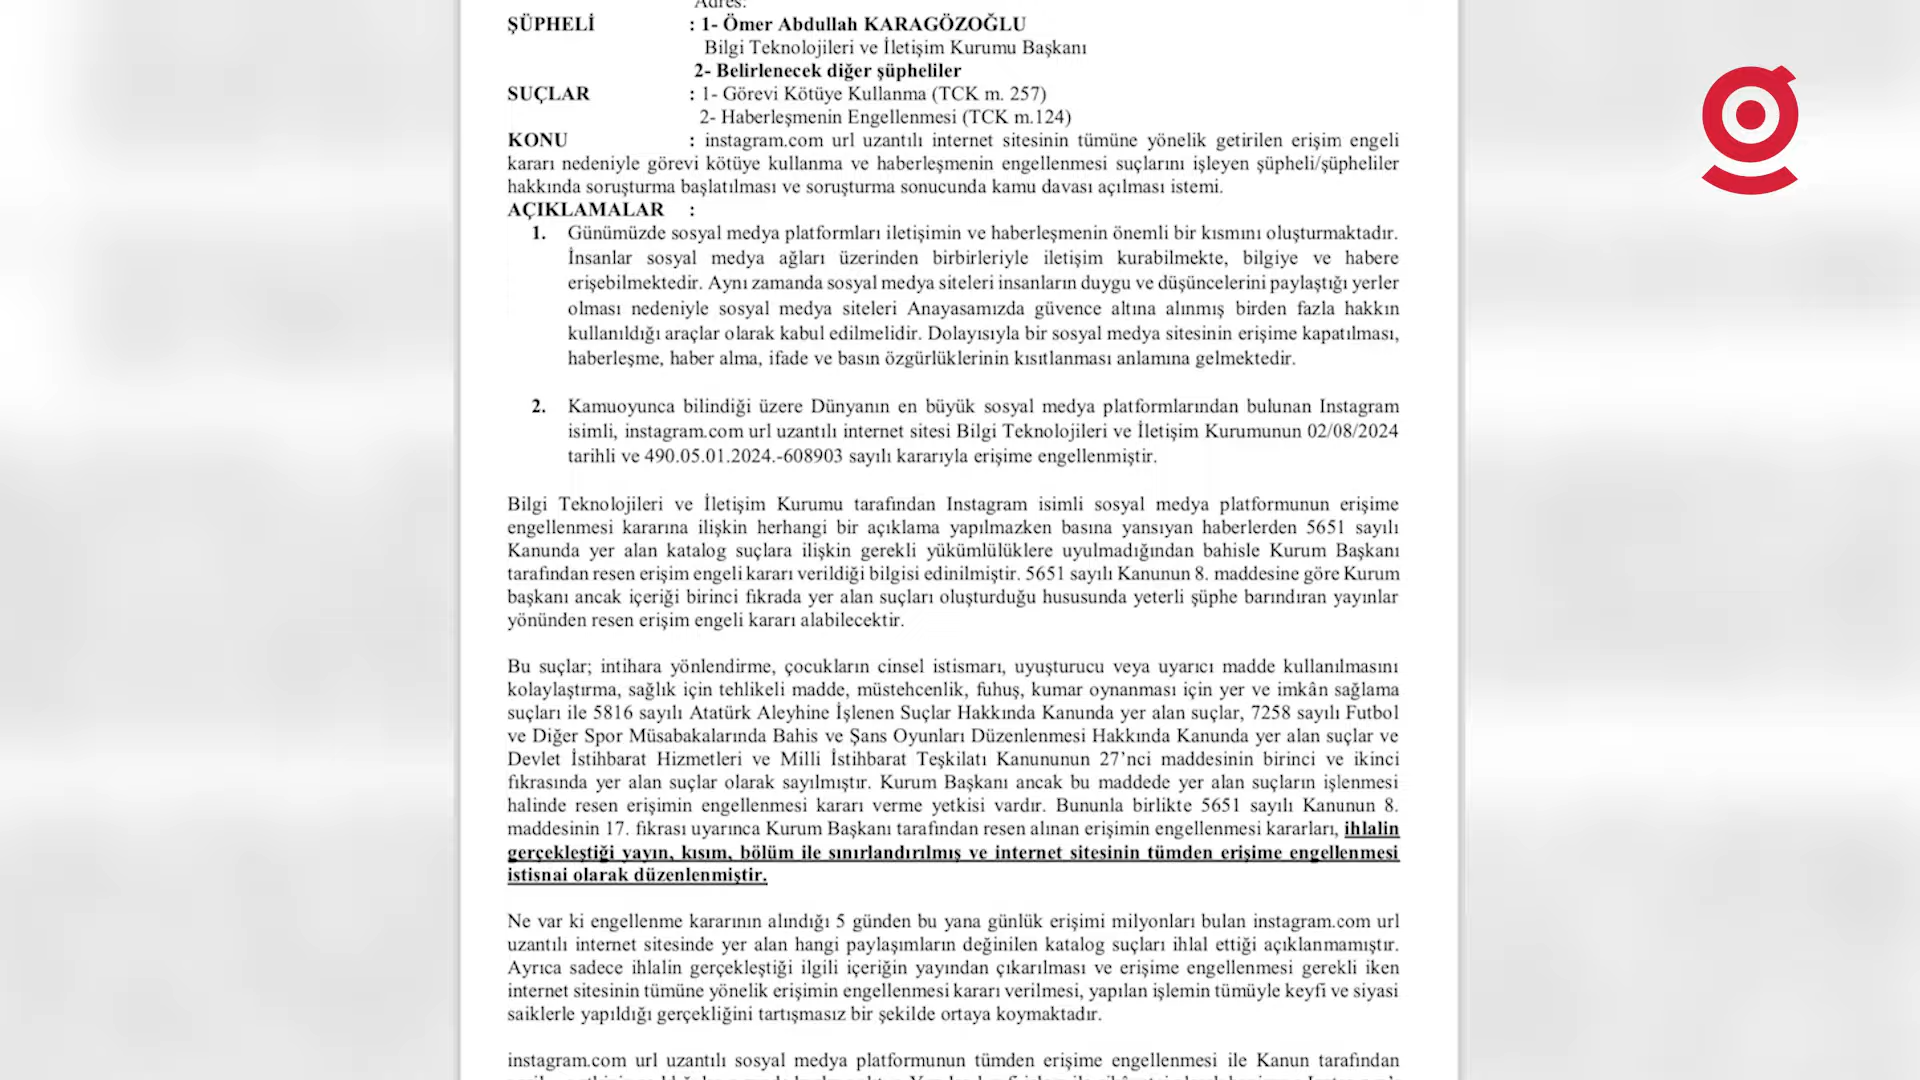 Adres:
ŞÜPHELİ : 1- Ömer Abdullah KARAGÖZOĞLU
Bilgi Teknolojileri ve İletişim Kurumu Başkanı
2- Belirlenecek diğer şüpheliler
SUÇLAR : 1- Görevi Kötüye Kullanma (TCK m. 257)
2- Haberleşmenin Engellenmesi (TCK m.124)
KONU : instagram.com url uzantılı internet sitesinin tümüne yönelik getirilen erişim engeli
kararı nedeniyle görevi kötüye kullanma ve haberleşmenin engellenmesi suçlarını işleyen şüpheli/şüpheliler
hakkında soruşturma başlatılması ve soruşturma sonucunda kamu davası açılması istemi.
AÇIKLAMALAR :
1. Günümüzde sosyal medya platformları iletişimin ve haberleşmenin önemli bir kısmını oluşturmaktadır.
İnsanlar sosyal medya ağları üzerinden birbirleriyle iletişim kurabilmekte, bilgiye ve habere
erişebilmektedir. Aynı zamanda sosyal medya siteleri insanların duygu ve düşüncelerini paylaştığı yerler
olması nedeniyle sosyal medya siteleri Anayasamızda güvence altına alınmış birden fazla hakkın
kullanıldığı araçlar olarak kabul edilmelidir. Dolayısıyla bir sosyal medya sitesinin erişime kapatılması,
haberleşme, haber alma, ifade ve basın özgürlüklerinin kısıtlanması anlamına gelmektedir.
2. Kamuoyunca bilindiği üzere Dünyanın en büyük sosyal medya platformlarından bulunan Instagram
isimli, instagram.com url uzantılı internet sitesi Bilgi Teknolojileri ve İletişim Kurumunun 02/08/2024
tarihli ve 490.05.01.2024.-608903 sayılı kararıyla erişime engellenmiştir.
Bilgi Teknolojileri ve İletişim Kurumu tarafından Instagram isimli sosyal medya platformunun erişime
engellenmesi kararına ilişkin herhangi bir açıklama yapılmazken basına yansıyan haberlerden 5651 sayılı
Kanunda yer alan katalog suçlara ilişkin gerekli yükümlülüklere uyulmadığından bahisle Kurum Başkanı
tarafından resen erişim engeli kararı verildiği bilgisi edinilmiştir. 5651 sayılı Kanunun 8. maddesine göre Kurum
başkanı ancak içeriği birinci fıkrada yer alan suçları oluşturduğu hususunda yeterli şüphe barındıran yayınlar
yönünden resen erişim engeli kararı alabilecektir.
Bu suçlar; intihara yönlendirme, çocukların cinsel istismarı, uyuşturucu veya uyarıcı madde kullanılmasını
kolaylaştırma, sağlık için tehlikeli madde, müstehcenlik, fuhuş, kumar oynanması için yer ve imkân sağlama
suçları ile 5816 sayılı Atatürk Aleyhine İşlenen Suçlar Hakkında Kanunda yer alan suçlar, 7258 sayılı Futbol
ve Diğer Spor Müsabakalarında Bahis ve Şans Oyunları Düzenlenmesi Hakkında Kanunda yer alan suçlar ve
Devlet İstihbarat Hizmetleri ve Milli İstihbarat Teşkilatı Kanununun 27’nci maddesinin birinci ve ikinci
fıkrasında yer alan suçlar olarak sayılmıştır. Kurum Başkanı ancak bu maddede yer alan suçların işlenmesi
halinde resen erişimin engellenmesi kararı verme yetkisi vardır. Bununla birlikte 5651 sayılı Kanunun 8.
maddesinin 17. fıkrası uyarınca Kurum Başkanı tarafından resen alınan erişimin engellenmesi kararları, ihlalin
gerçekleştiği yayın, kısım, bölüm ile sınırlandırılmış ve internet sitesinin tümden erişime engellenmesi
istisnai olarak düzenlenmiştir.
Ne var ki engellenme kararının alındığı 5 günden bu yana günlük erişimi milyonları bulan instagram.com url
uzantılı internet sitesinde yer alan hangi paylaşımların değinilen katalog suçları ihlal ettiği açıklanmamıştır.
Ayrıca sadece ihlalin gerçekleştiği ilgili içeriğin yayından çıkarılması ve erişime engellenmesi gerekli iken
internet sitesinin tümüne yönelik erişimin engellenmesi kararı verilmesi, yapılan işlemin tümüyle keyfi ve siyasi
saiklerle yapıldığı gerçekliğini tartışmasız bir şekilde ortaya koymaktadır.
instagram.com url uzantılı sosyal medya platformunun tümden erişime engellenmesi ile Kanun tarafından